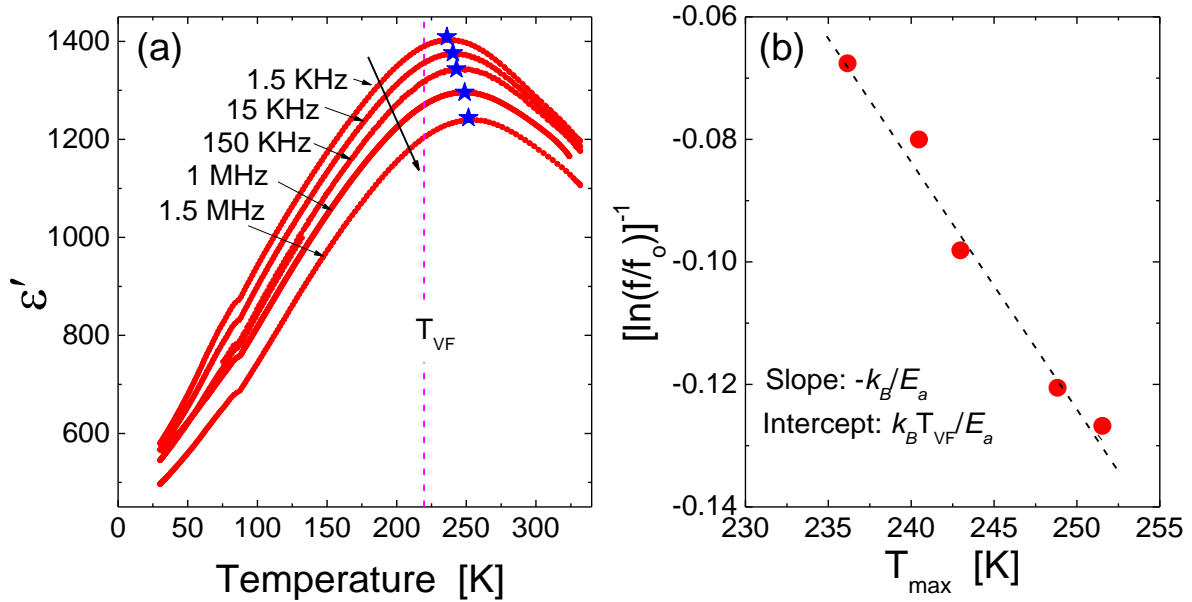 (a)
1400
1200
1000
800
600
ε′
1.5 KHz
15 KHz
150 KHz
1 MHz
1.5 MHz
T_VF
0 50 100 150 200 250 300
Temperature [K]
(b)
-0.06
-0.08
-0.10
-0.12
-0.14
[ln(f/f_o)]^-1
Slope: -k_B/E_a
Intercept: k_B T_VF/E_a
230 235 240 245 250 255
T_max [K]